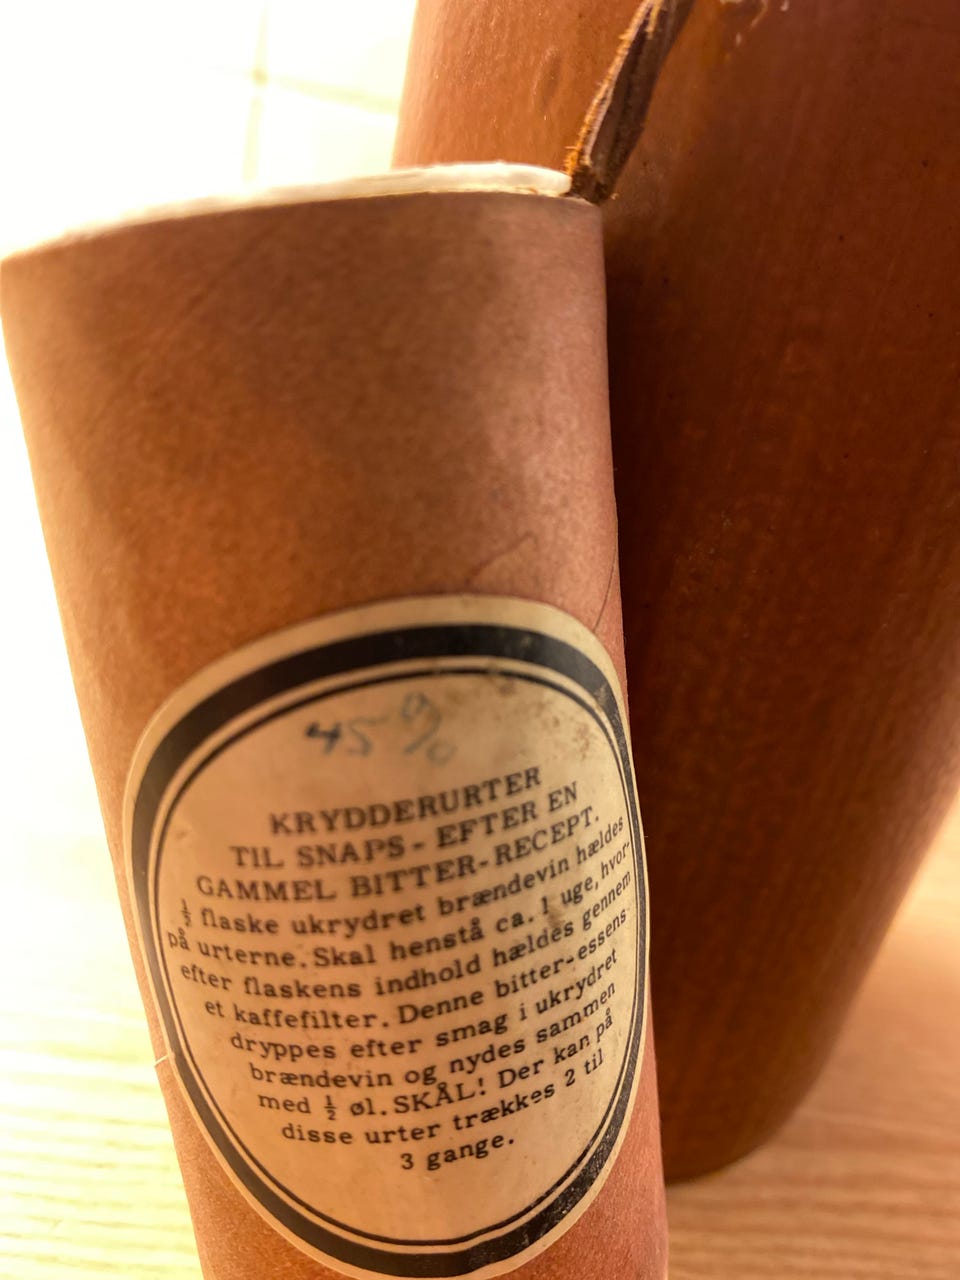 45 %
KRYDDERURTER
TIL SNAPS - EFTER EN
GAMMEL BITTER-RECEPT.
½ flaske ukrydret brændevin hældes
på urterne. Skal henstå ca. 1 uge, hvor-
efter flaskens indhold hældes gennem
et kaffefilter. Denne bitter-essens
dryppes efter smag i ukrydret
brændevin og nydes sammen
med ½ øl. SKÅL! Der kan på
disse urter trækkes 2 til
3 gange.